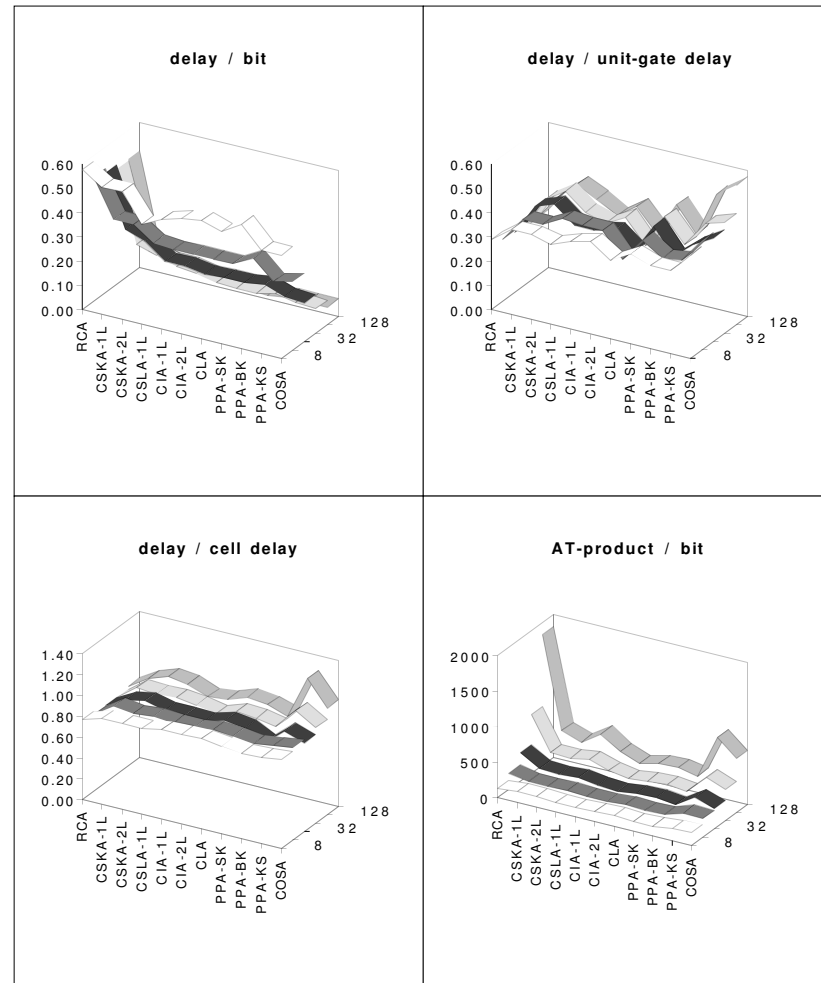 delay / bit
0.60
0.50
0.40
0.30
0.20
0.10
0.00
RCA
CSKA-1L
CSKA-2L
CSLA-1L
CIA-1L
CIA-2L
CLA
PPA-SK
PPA-BK
PPA-KS
COSA
8
32
128
delay / unit-gate delay
0.60
0.50
0.40
0.30
0.20
0.10
0.00
RCA
CSKA-1L
CSKA-2L
CSLA-1L
CIA-1L
CIA-2L
CLA
PPA-SK
PPA-BK
PPA-KS
COSA
8
32
128
delay / cell delay
1.40
1.20
1.00
0.80
0.60
0.40
0.20
0.00
RCA
CSKA-1L
CSKA-2L
CSLA-1L
CIA-1L
CIA-2L
CLA
PPA-SK
PPA-BK
PPA-KS
COSA
8
32
128
AT-product / bit
2000
1500
1000
500
0
RCA
CSKA-1L
CSKA-2L
CSLA-1L
CIA-1L
CIA-2L
CLA
PPA-SK
PPA-BK
PPA-KS
COSA
8
32
128